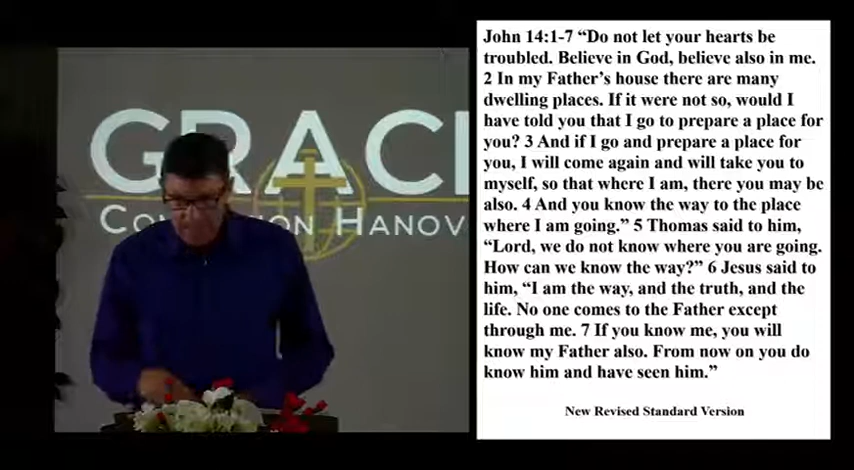 GRACE
CONVENTION HANOV
John 14:1-7 “Do not let your hearts be
troubled. Believe in God, believe also in me.
2 In my Father’s house there are many
dwelling places. If it were not so, would I
have told you that I go to prepare a place for
you? 3 And if I go and prepare a place for
you, I will come again and will take you to
myself, so that where I am, there you may be
also. 4 And you know the way to the place
where I am going.” 5 Thomas said to him,
“Lord, we do not know where you are going.
How can we know the way?” 6 Jesus said to
him, “I am the way, and the truth, and the
life. No one comes to the Father except
through me. 7 If you know me, you will
know my Father also. From now on you do
know him and have seen him.”
New Revised Standard Version